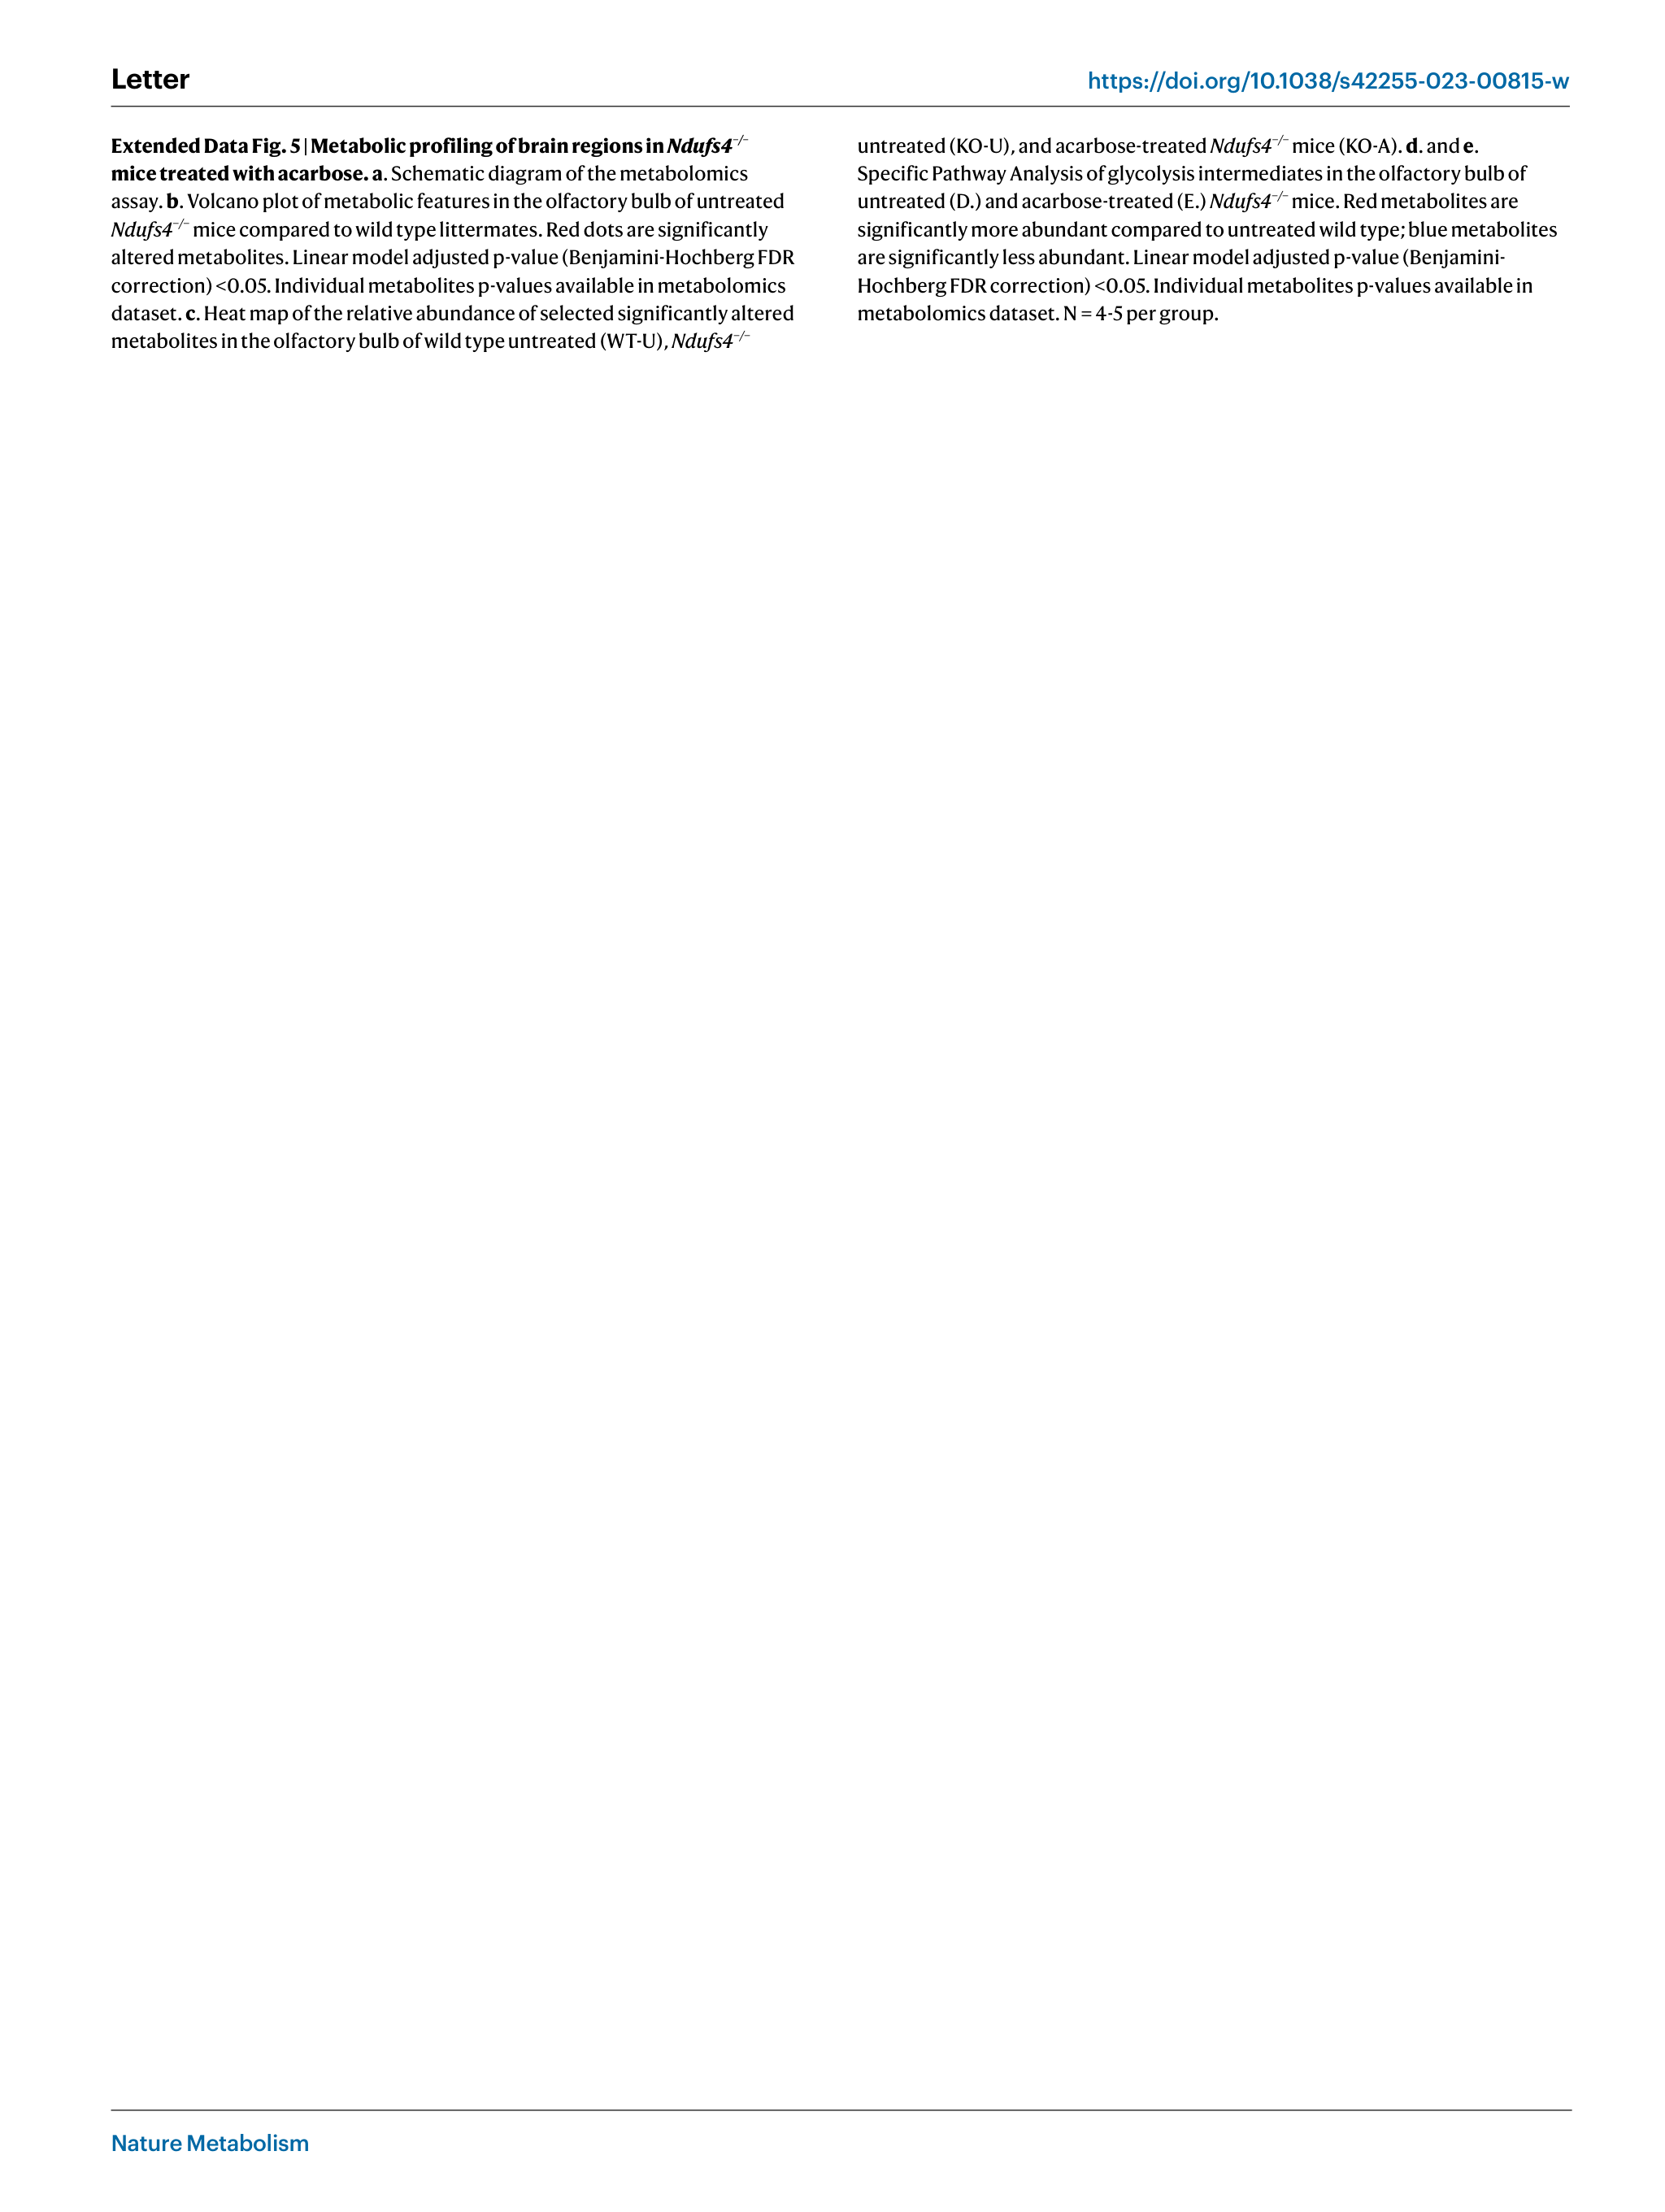 Letter
https://doi.org/10.1038/s42255-023-00815-w
Extended Data Fig. 5 | Metabolic profiling of brain regions in Ndufs4−/−
mice treated with acarbose. a. Schematic diagram of the metabolomics
assay. b. Volcano plot of metabolic features in the olfactory bulb of untreated
Ndufs4−/− mice compared to wild type littermates. Red dots are significantly
altered metabolites. Linear model adjusted p-value (Benjamini-Hochberg FDR
correction) <0.05. Individual metabolites p-values available in metabolomics
dataset. c. Heat map of the relative abundance of selected significantly altered
metabolites in the olfactory bulb of wild type untreated (WT-U), Ndufs4−/−
untreated (KO-U), and acarbose-treated Ndufs4−/− mice (KO-A). d. and e.
Specific Pathway Analysis of glycolysis intermediates in the olfactory bulb of
untreated (D.) and acarbose-treated (E.) Ndufs4−/− mice. Red metabolites are
significantly more abundant compared to untreated wild type; blue metabolites
are significantly less abundant. Linear model adjusted p-value (Benjamini-
Hochberg FDR correction) <0.05. Individual metabolites p-values available in
metabolomics dataset. N = 4-5 per group.
Nature Metabolism